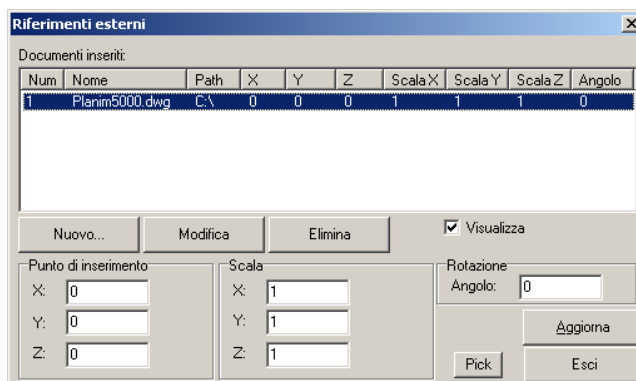 Riferimenti esterni
Documenti inseriti:
Num Nome Path X Y Z Scala X Scala Y Scala Z Angolo
1 Planim5000.dwg C:\ 0 0 0 1 1 1 0
Nuovo... Modifica Elimina Visualizza
Punto di inserimento Scala Rotazione
X: 0 X: 1 Angolo: 0
Y: 0 Y: 1 Aggiorna
Z: 0 Z: 1 Pick Esci